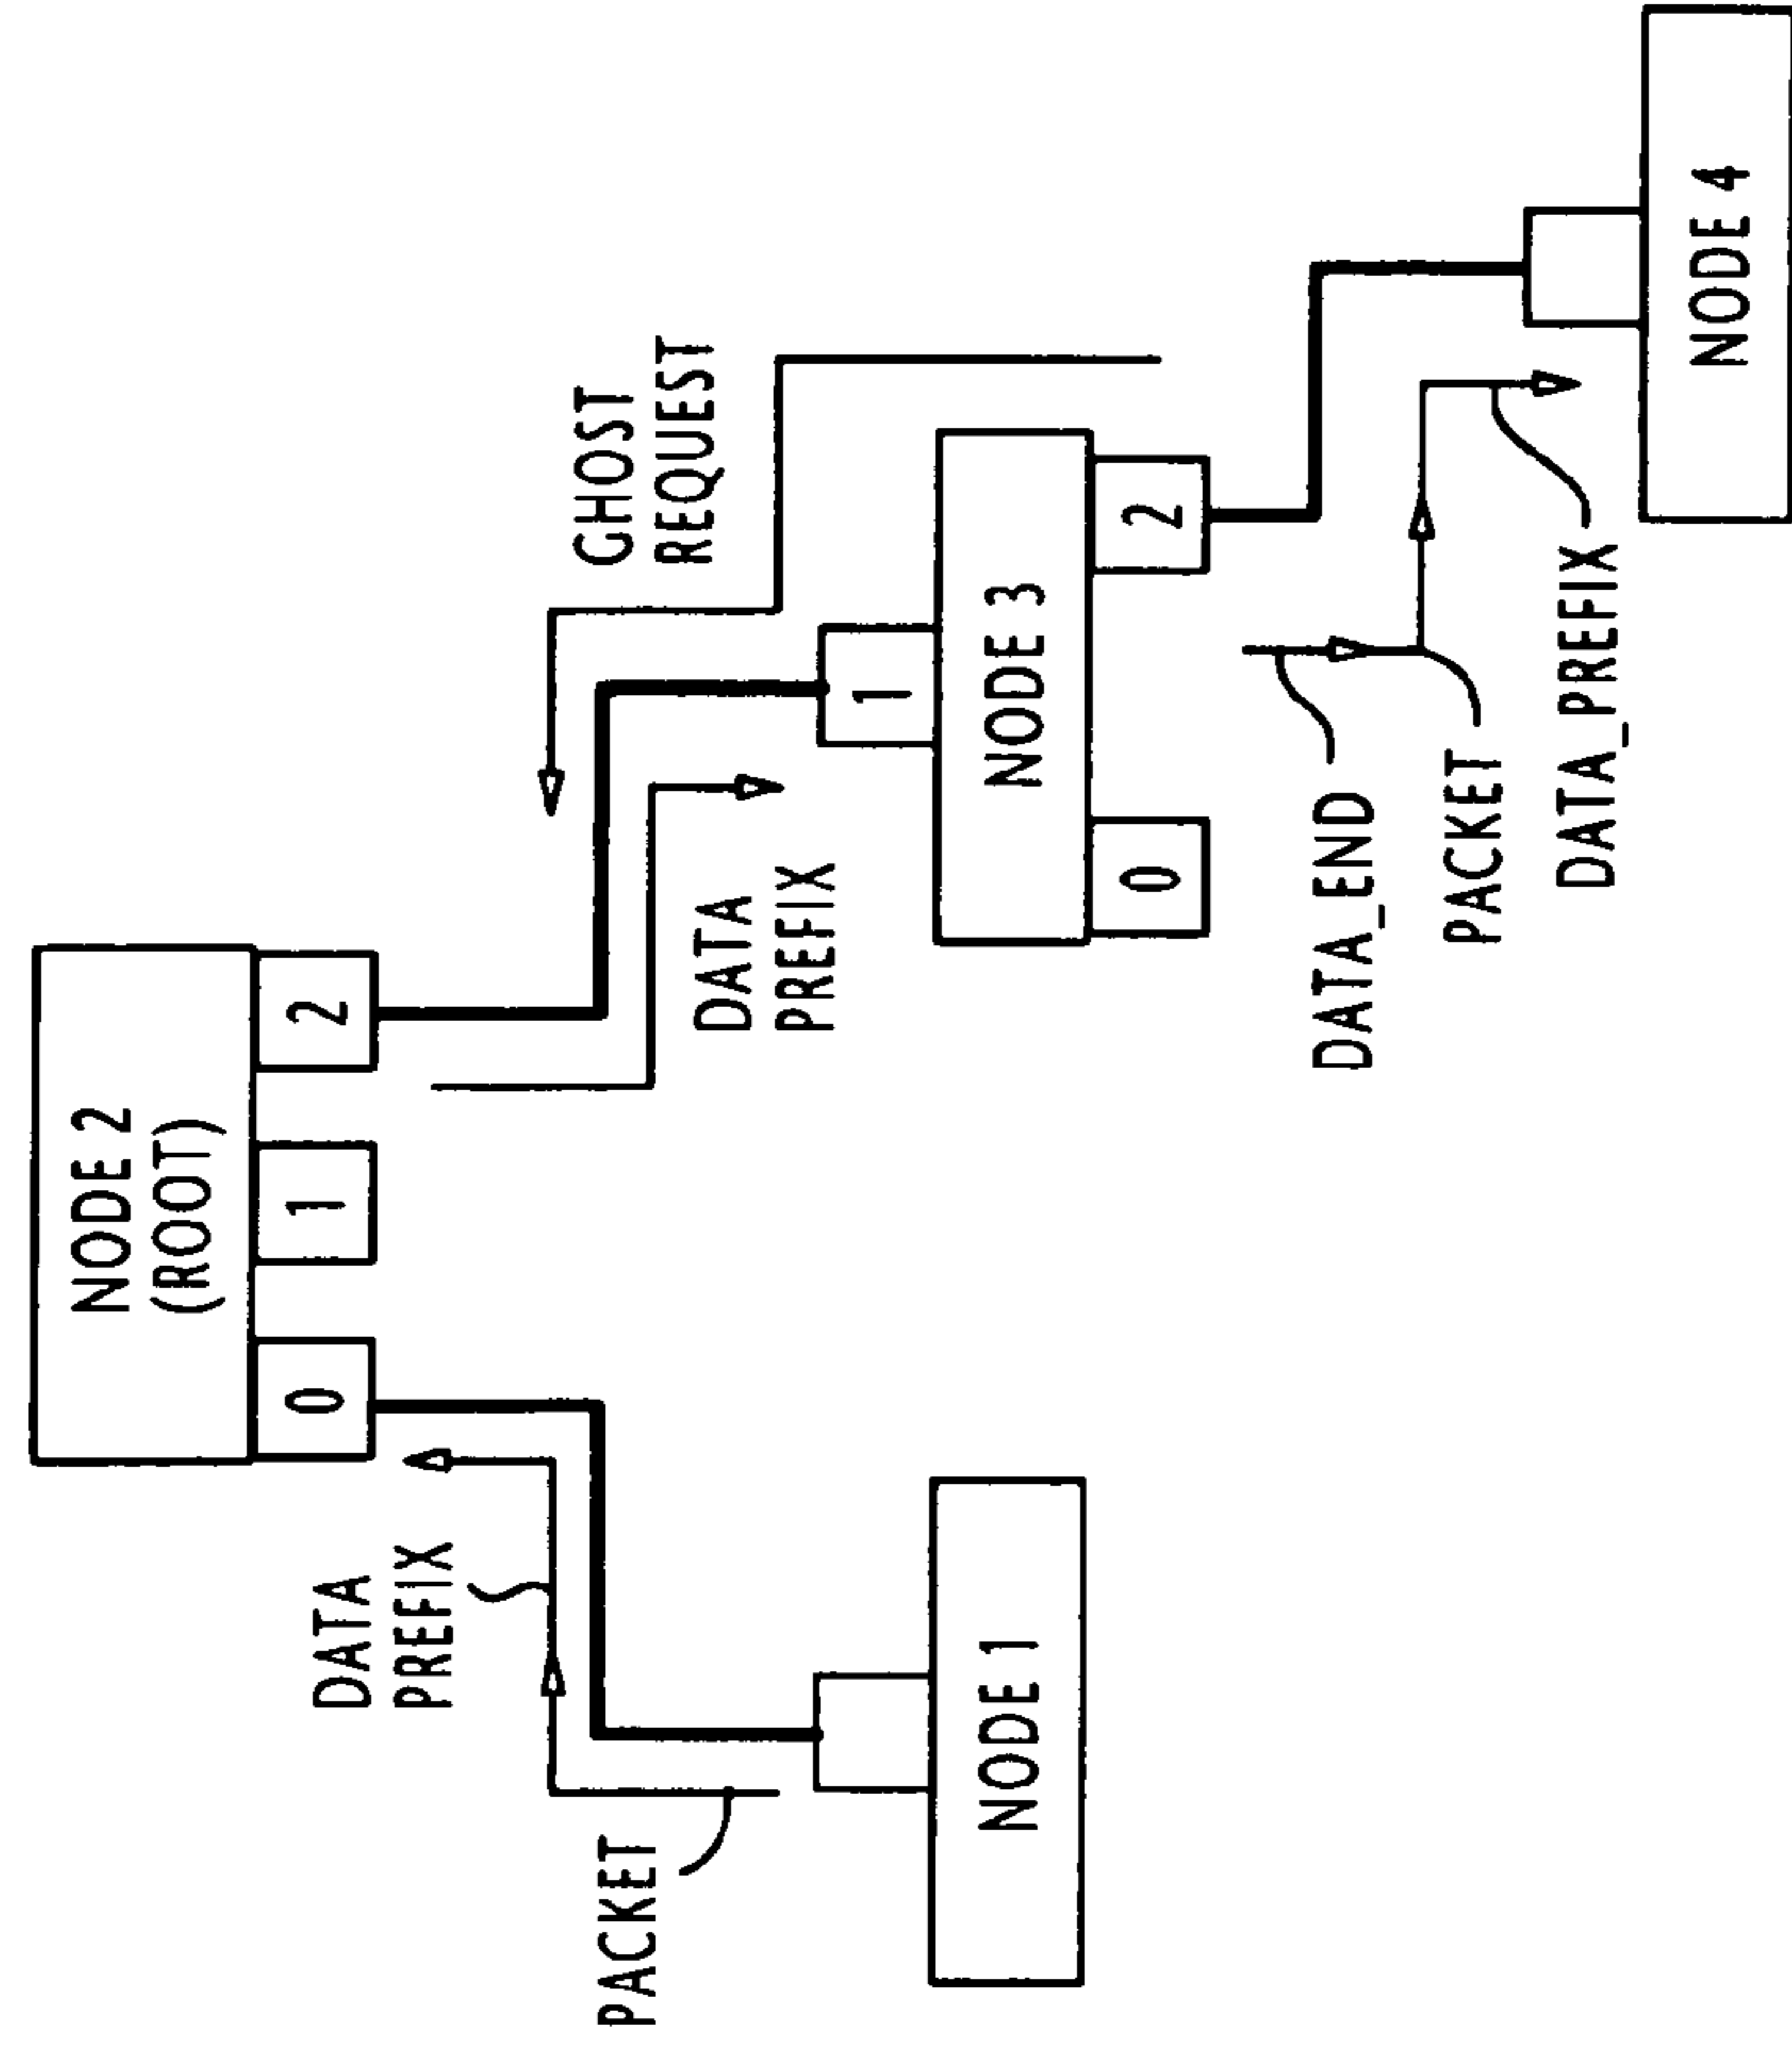 NODE 2
(ROOT)
0
1
2
DATA
PREFIX
PACKET
NODE 1
DATA
PREFIX
GHOST
REQUEST
1
NODE 3
0
2
DATA_END
PACKET
DATA_PREFIX
NODE 4